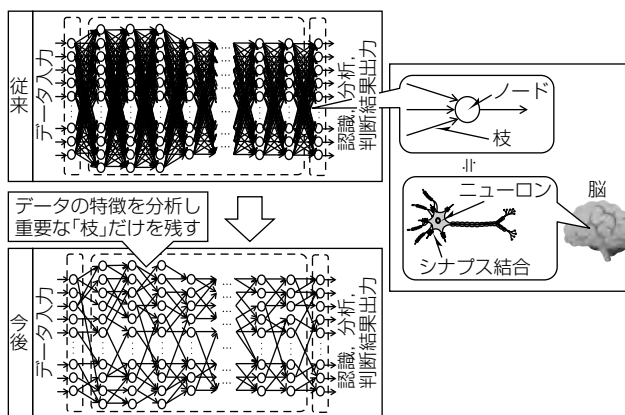 従来
データ入力
認識, 分析,
判断結果出力
ノード
枝
≒
ニューロン
脳
シナプス結合
データの特徴を分析し
重要な「枝」だけを残す
今後
データ入力
認識, 分析,
判断結果出力